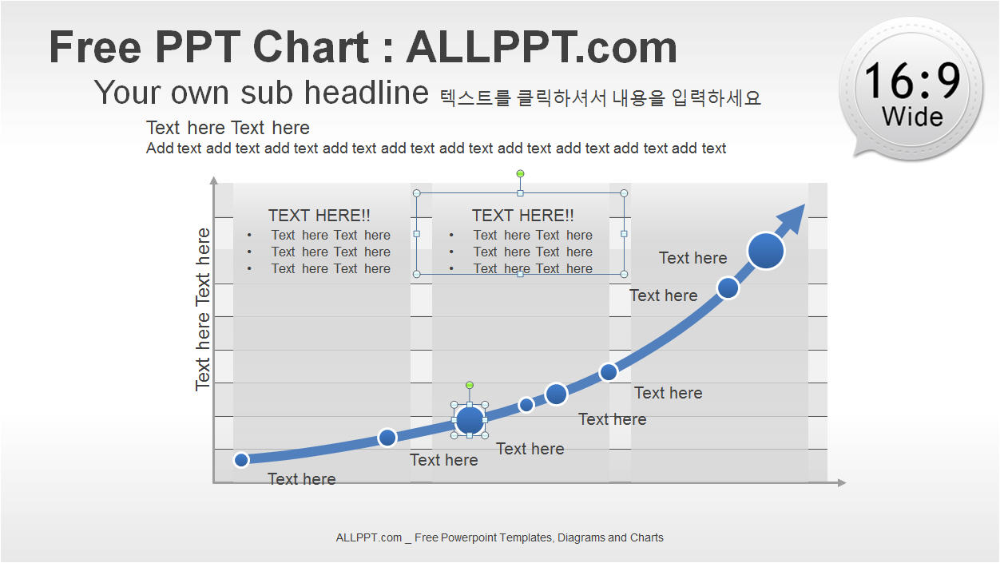 Free PPT Chart : ALLPPT.com
Your own sub headline 텍스트를 클릭하셔서 내용을 입력하세요
Text here Text here
Add text add text add text add text add text add text add text add text add text add text
16:9
Wide
TEXT HERE!!
• Text here Text here
• Text here Text here
• Text here Text here
TEXT HERE!!
• Text here Text here
• Text here Text here
• Text here Text here
Text here Text here
Text here
Text here
Text here
Text here
Text here
Text here
Text here
ALLPPT.com _ Free Powerpoint Templates, Diagrams and Charts